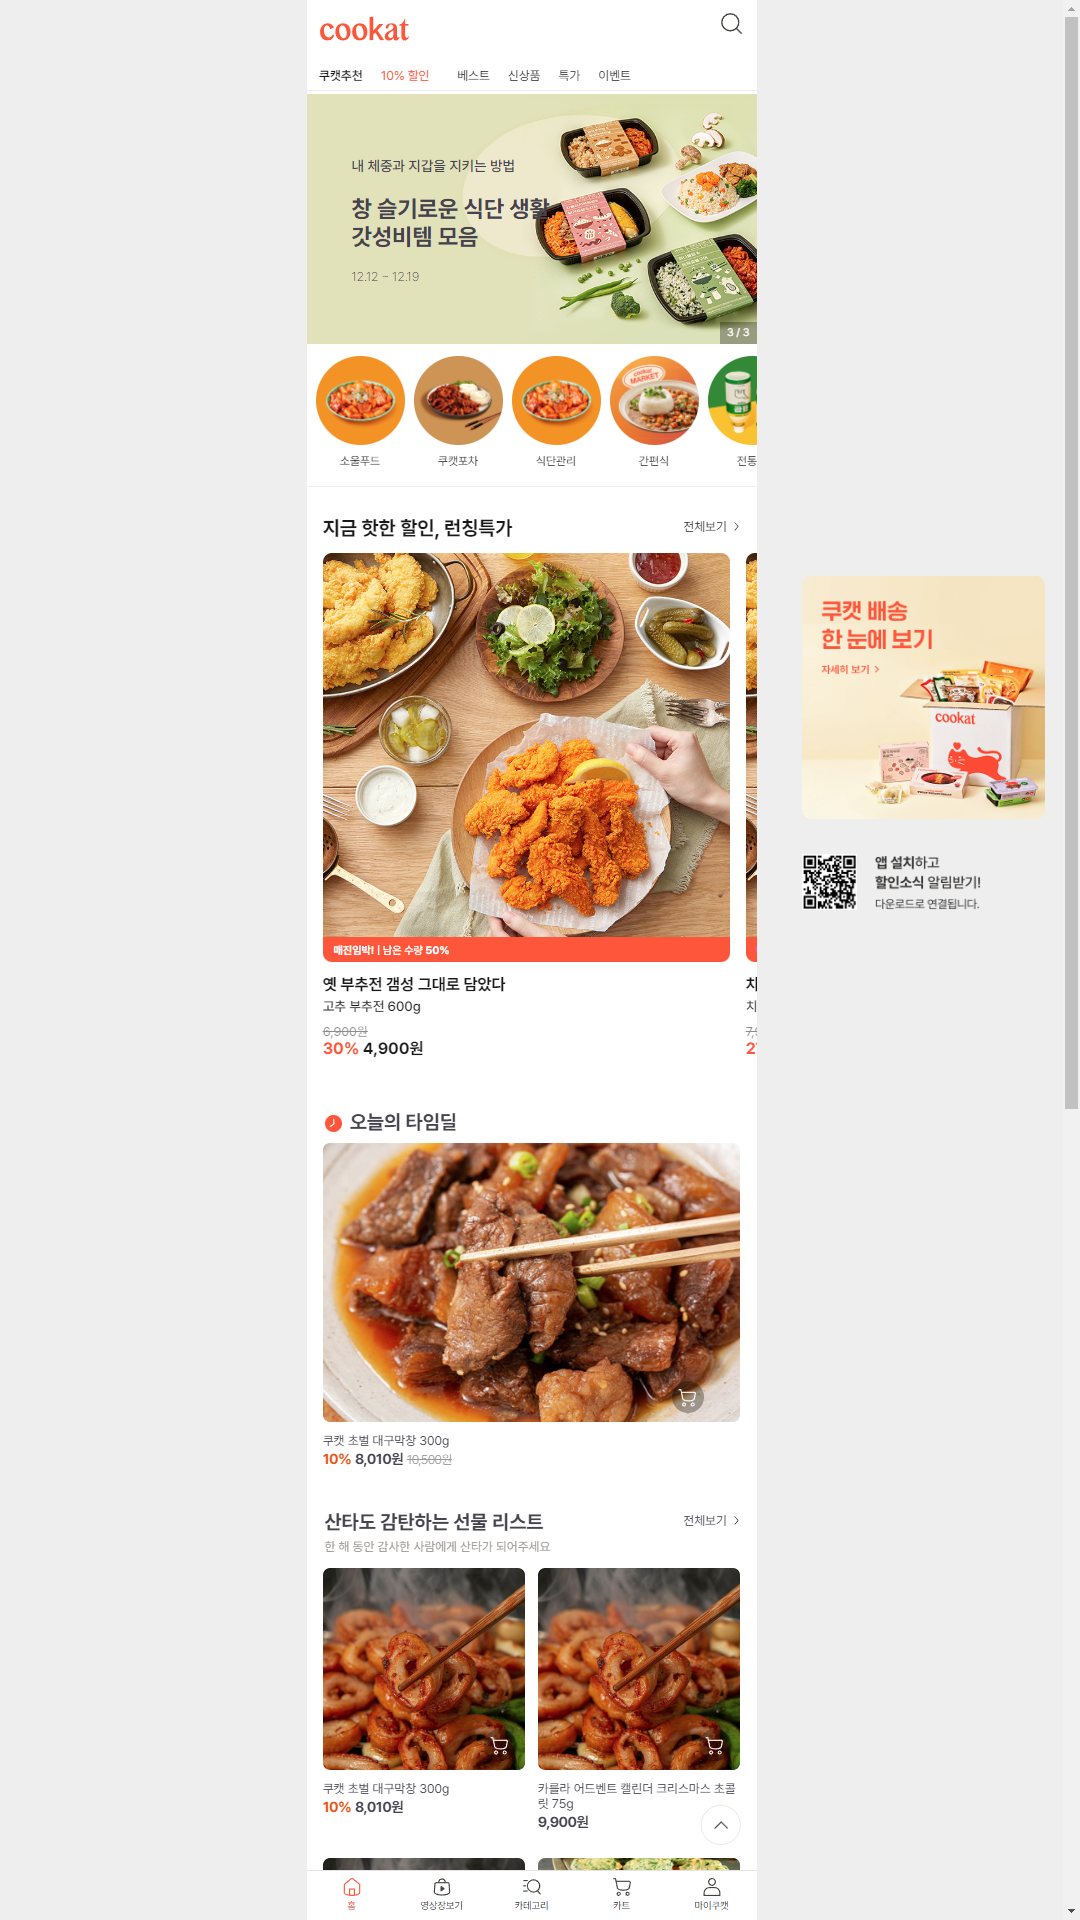 cookat
쿠캣추천 10% 할인 베스트 신상품 특가 이벤트
내 체중과 지갑을 지키는 방법
창 슬기로운 식단 생활
갓성비템 모음
12.12 - 12.19
3 / 3
cookat
MARKET
소울푸드 쿠캣포차 식단관리 간편식 전통
지금 핫한 할인, 런칭특가
전체보기 >
매진임박! | 남은 수량 50%
옛 부추전 갬성 그대로 담았다
고추 부추전 600g
6,900원
30% 4,900원
치
치
7,9
2
오늘의 타임딜
쿠캣 초벌 대구막창 300g
10% 8,010원 10,500원
산타도 감탄하는 선물 리스트
전체보기 >
한 해 동안 감사한 사람에게 산타가 되어주세요
쿠캣 초벌 대구막창 300g
10% 8,010원
카를라 어드벤트 캘린더 크리스마스 초콜
릿 75g
9,900원
홈 영상장보기 카테고리 카트 마이쿠캣
쿠캣 배송
한 눈에 보기
자세히 보기 >
cookat
앱 설치하고
할인소식 알림받기!
다운로드로 연결됩니다.